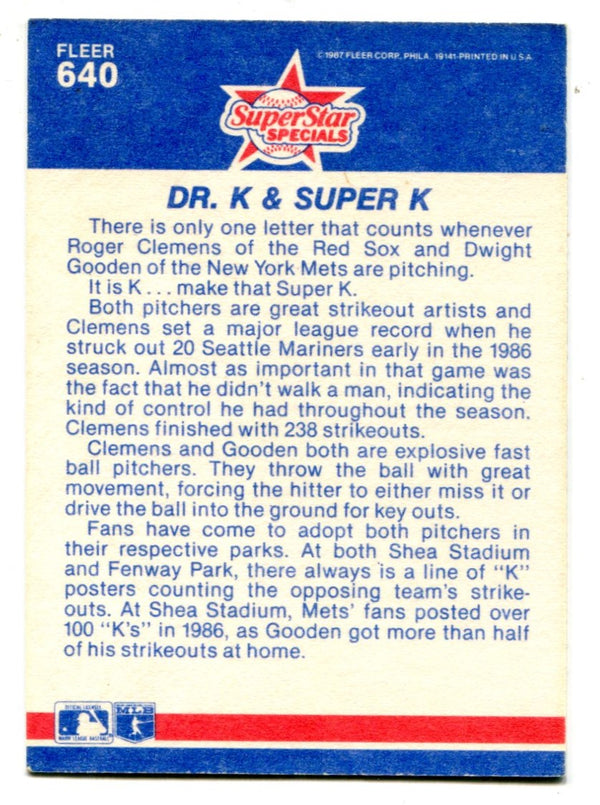 FLEER
640
©1987 FLEER CORP., PHILA. 19141-PRINTED IN U.S.A.
SuperStar
SPECIALS
DR. K & SUPER K
There is only one letter that counts whenever
Roger Clemens of the Red Sox and Dwight
Gooden of the New York Mets are pitching.
It is K . . . make that Super K.
Both pitchers are great strikeout artists and
Clemens set a major league record when he
struck out 20 Seattle Mariners early in the 1986
season. Almost as important in that game was
the fact that he didn't walk a man, indicating the
kind of control he had throughout the season.
Clemens finished with 238 strikeouts.
Clemens and Gooden both are explosive fast
ball pitchers. They throw the ball with great
movement, forcing the hitter to either miss it or
drive the ball into the ground for key outs.
Fans have come to adopt both pitchers in
their respective parks. At both Shea Stadium
and Fenway Park, there always is a line of "K"
posters counting the opposing team's strike-
outs. At Shea Stadium, Mets' fans posted over
100 "K's" in 1986, as Gooden got more than half
of his strikeouts at home.
OFFICIAL LICENSEE
MAJOR LEAGUE BASEBALL
MLB